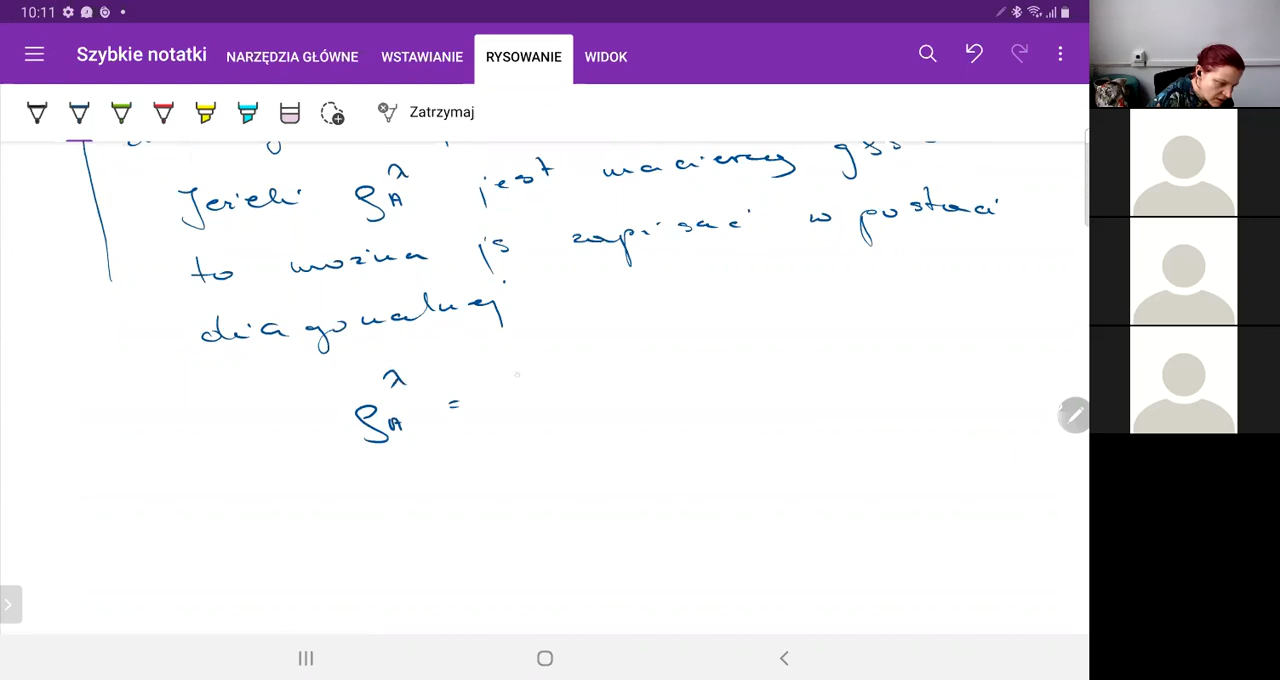 10:11
Szybkie notatki NARZĘDZIA GŁÓWNE WSTAWIANIE RYSOWANIE WIDOK
Zatrzymaj
Jeżeli ρ_A^λ jest macierzą
to można ją zapisać w postaci
diagonalnej
ρ_A^λ =